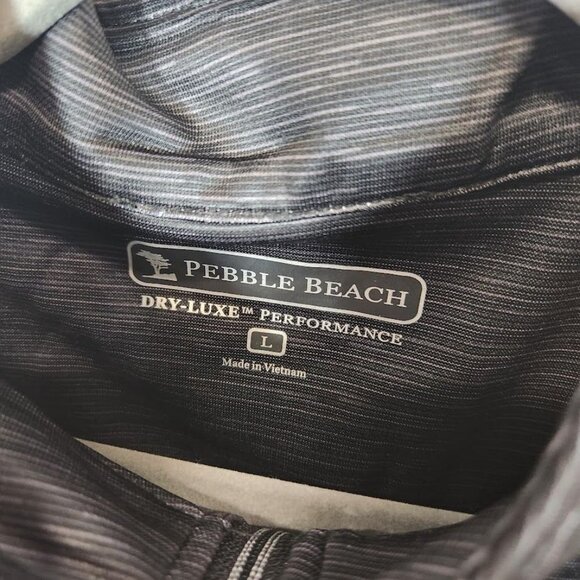 PEBBLE BEACH
DRY-LUXE™ PERFORMANCE
L
Made in Vietnam